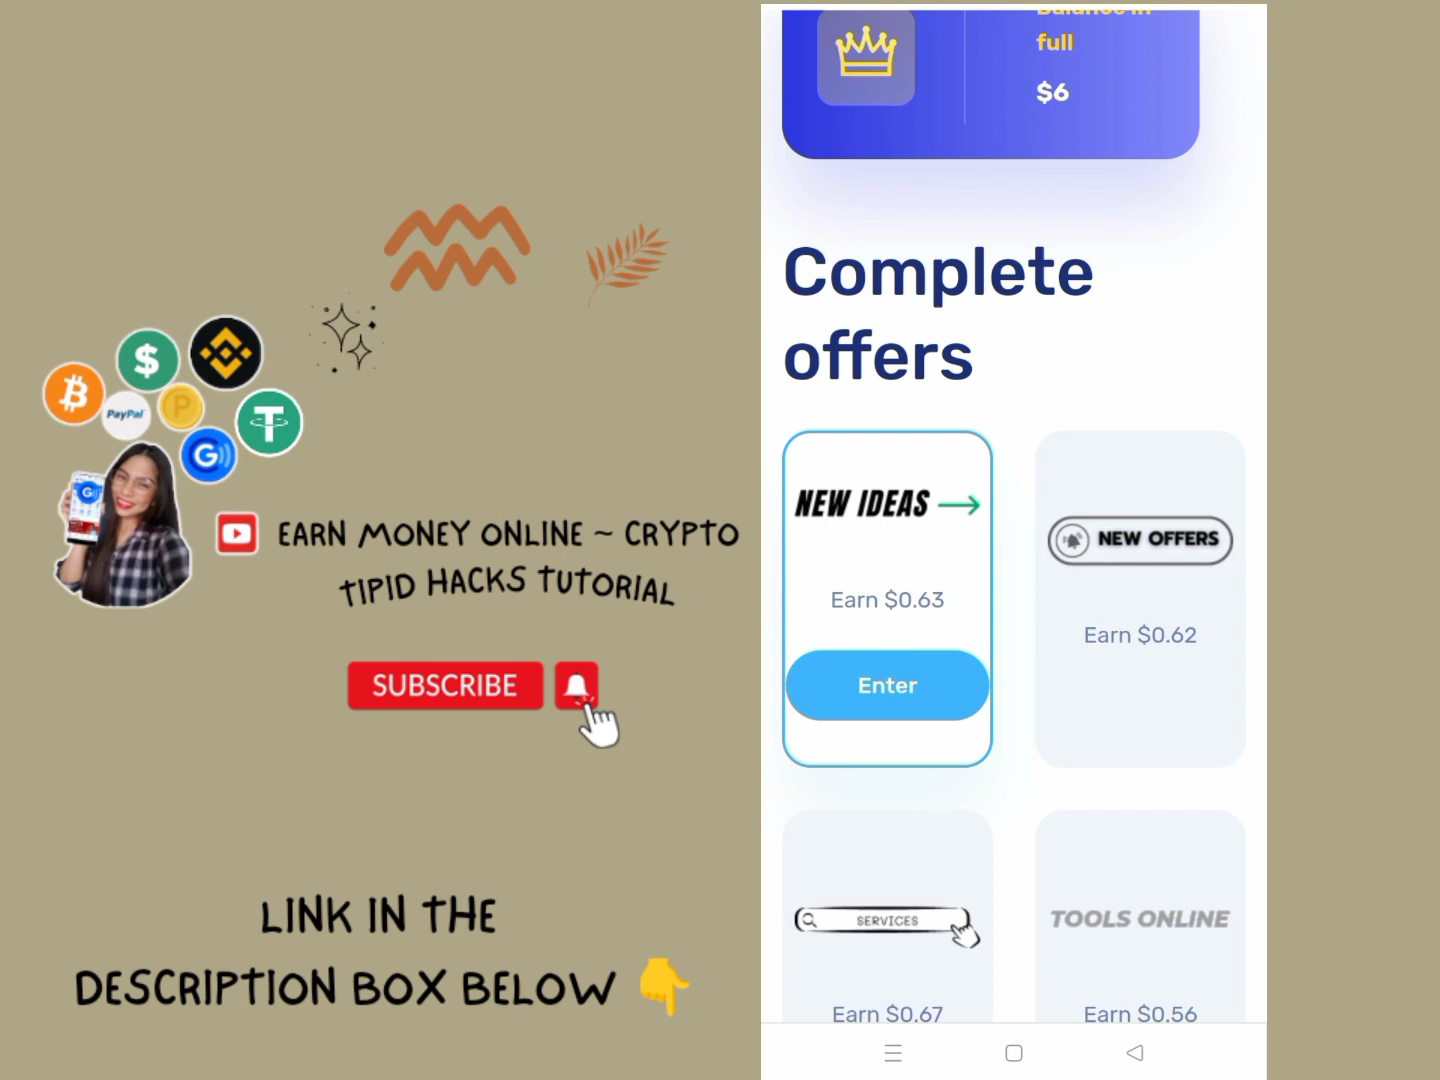 PayPal
P
G
EARN MONEY ONLINE ~ CRYPTO
TIPID HACKS TUTORIAL
SUBSCRIBE
LINK IN THE
DESCRIPTION BOX BELOW
Balance in
full
$6
Complete
offers
NEW IDEAS
Earn $0.63
Enter
NEW OFFERS
Earn $0.62
SERVICES
Earn $0.67
TOOLS ONLINE
Earn $0.56